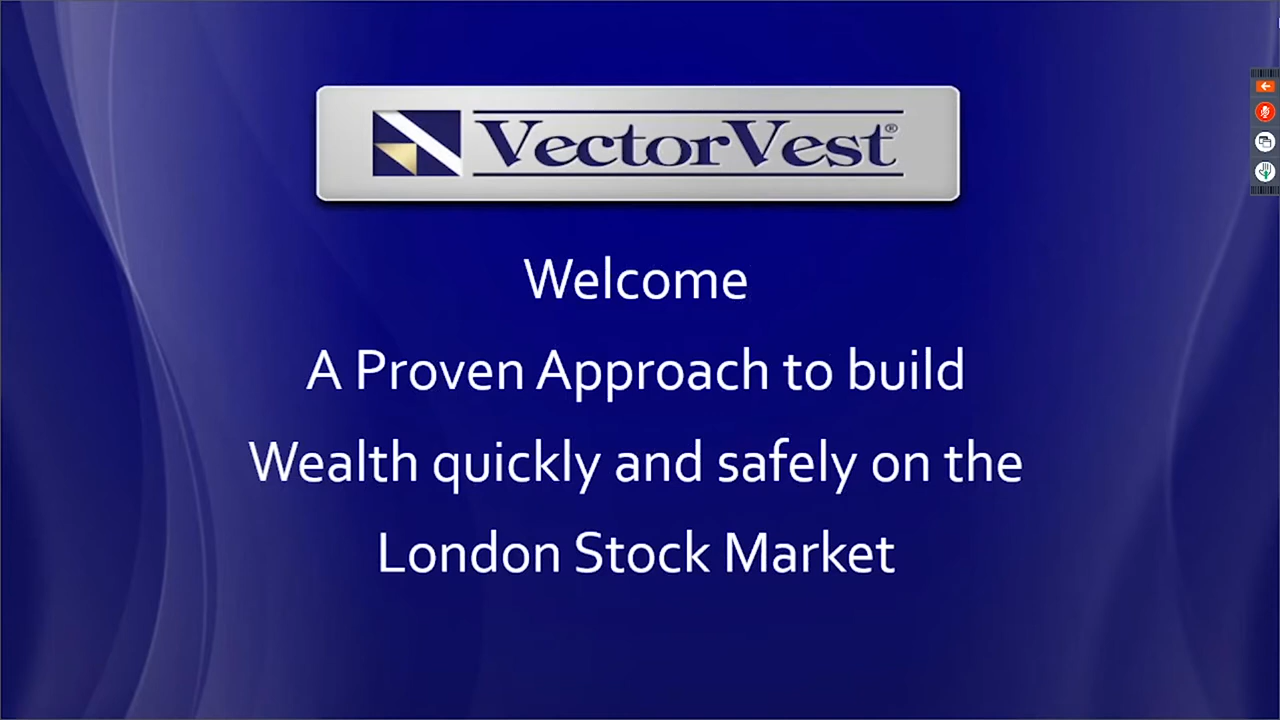 VectorVest®
Welcome
A Proven Approach to build
Wealth quickly and safely on the
London Stock Market